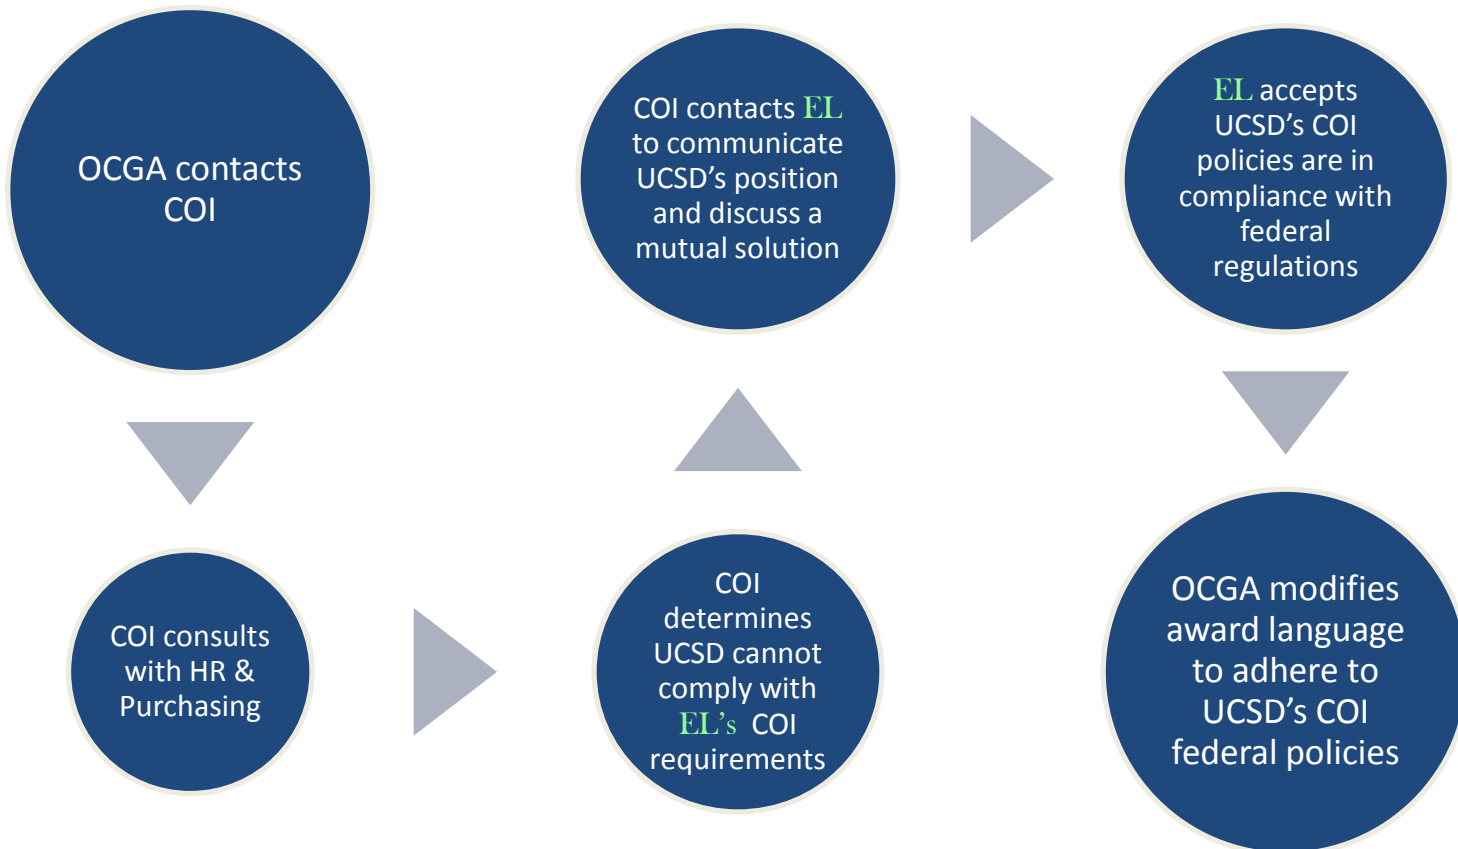 OCGA contacts
COI
COI consults
with HR &
Purchasing
COI
determines
UCSD cannot
comply with
EL’s COI
requirements
COI contacts EL
to communicate
UCSD’s position
and discuss a
mutual solution
EL accepts
UCSD’s COI
policies are in
compliance with
federal
regulations
OCGA modifies
award language
to adhere to
UCSD’s COI
federal policies